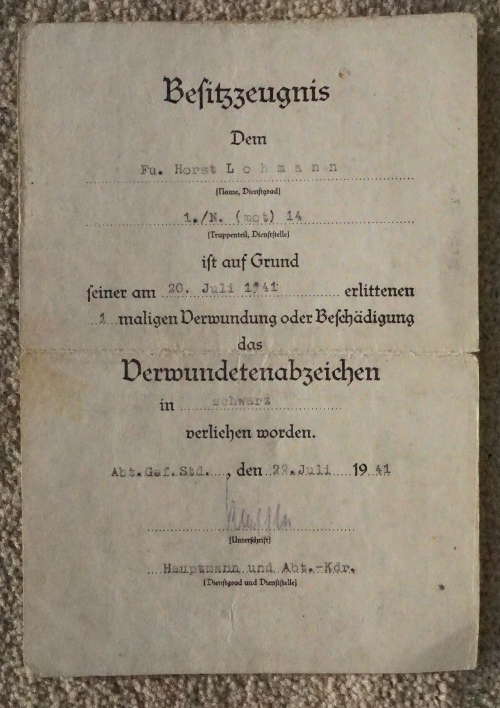 Besitzzeugnis
Dem
Fu. Horst Lohmann
(Name, Dienstgrad)
1./N. (mot) 14
(Truppenteil, Dienststelle)
ist auf Grund
seiner am 20. Juli 1941 erlittenen
1 maligen Verwundung oder Beschädigung
das
Verwundetenabzeichen
in schwarz
verliehen worden.
Abt.Gef.Std. , den 22.Juli 19 41
(Unterschrift)
Hauptmann und Abt.-Kdr.
(Dienstgrad und Dienststelle)